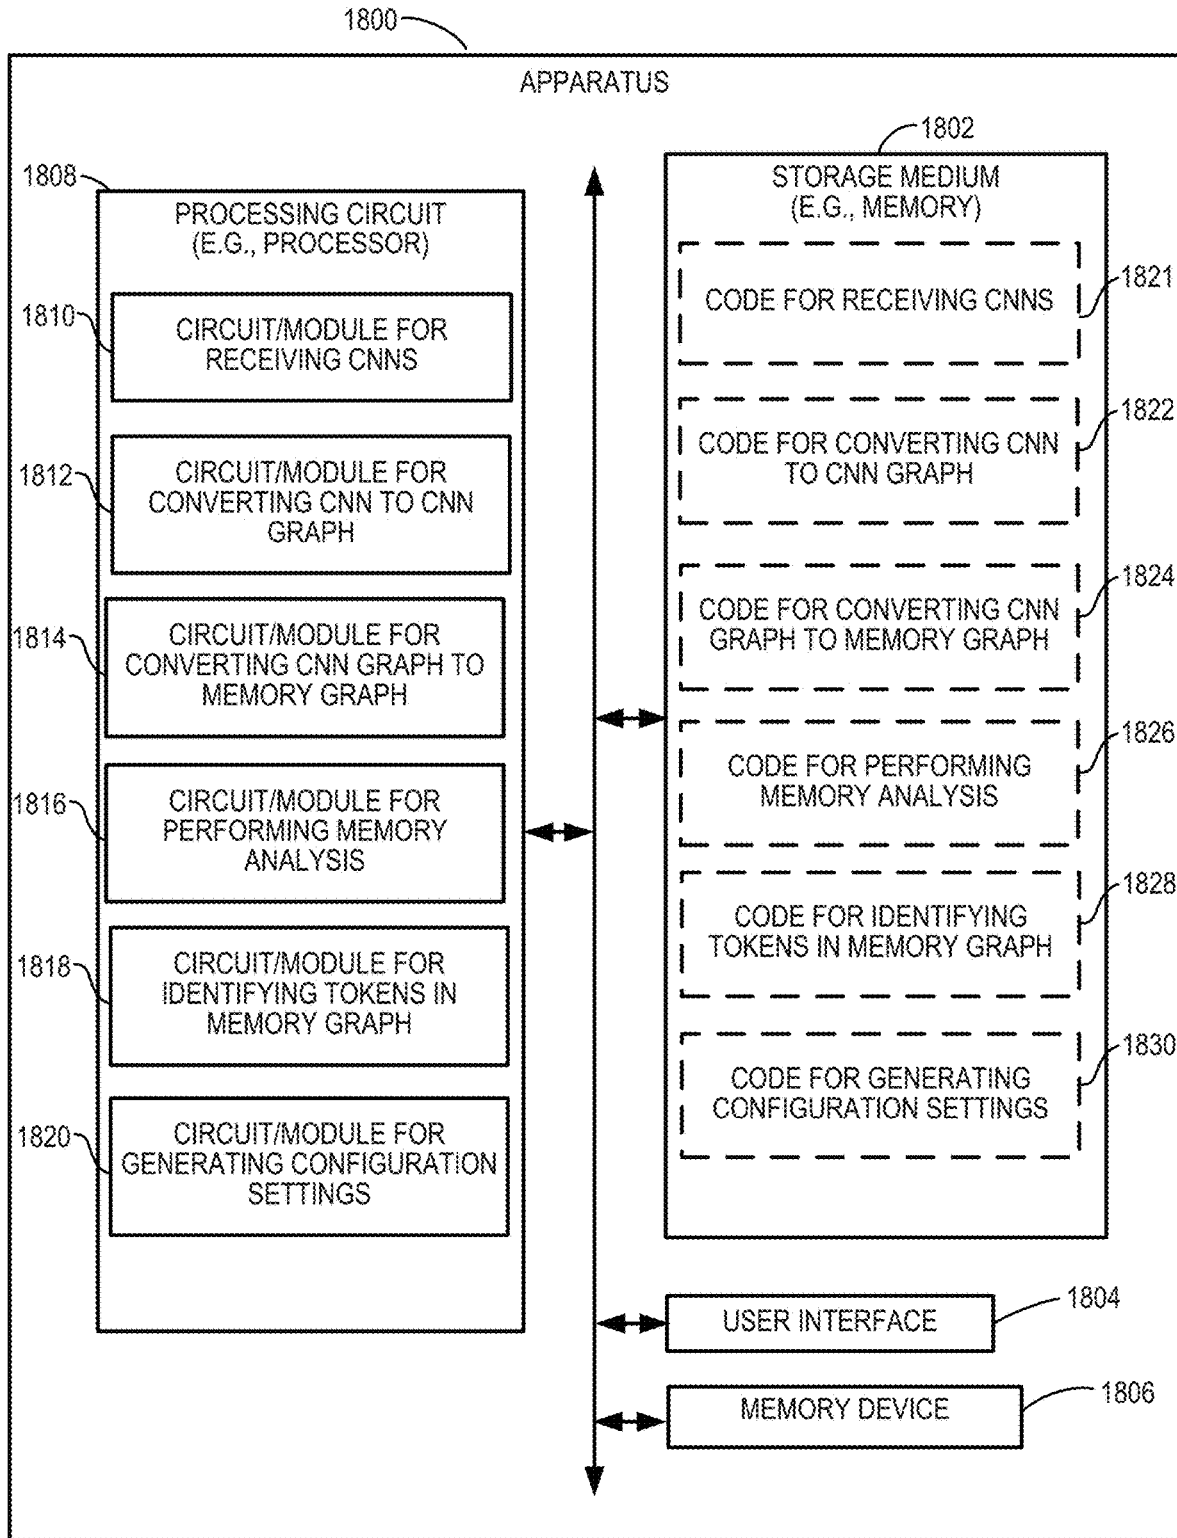 1800
APPARATUS
1808
PROCESSING CIRCUIT
(E.G., PROCESSOR)
1810
CIRCUIT/MODULE FOR
RECEIVING CNNS
1812
CIRCUIT/MODULE FOR
CONVERTING CNN TO CNN
GRAPH
1814
CIRCUIT/MODULE FOR
CONVERTING CNN GRAPH TO
MEMORY GRAPH
1816
CIRCUIT/MODULE FOR
PERFORMING MEMORY
ANALYSIS
1818
CIRCUIT/MODULE FOR
IDENTIFYING TOKENS IN
MEMORY GRAPH
1820
CIRCUIT/MODULE FOR
GENERATING CONFIGURATION
SETTINGS
1802
STORAGE MEDIUM
(E.G., MEMORY)
CODE FOR RECEIVING CNNS
1821
CODE FOR CONVERTING CNN
TO CNN GRAPH
1822
CODE FOR CONVERTING CNN
GRAPH TO MEMORY GRAPH
1824
CODE FOR PERFORMING
MEMORY ANALYSIS
1826
CODE FOR IDENTIFYING
TOKENS IN MEMORY GRAPH
1828
CODE FOR GENERATING
CONFIGURATION SETTINGS
1830
USER INTERFACE
1804
MEMORY DEVICE
1806